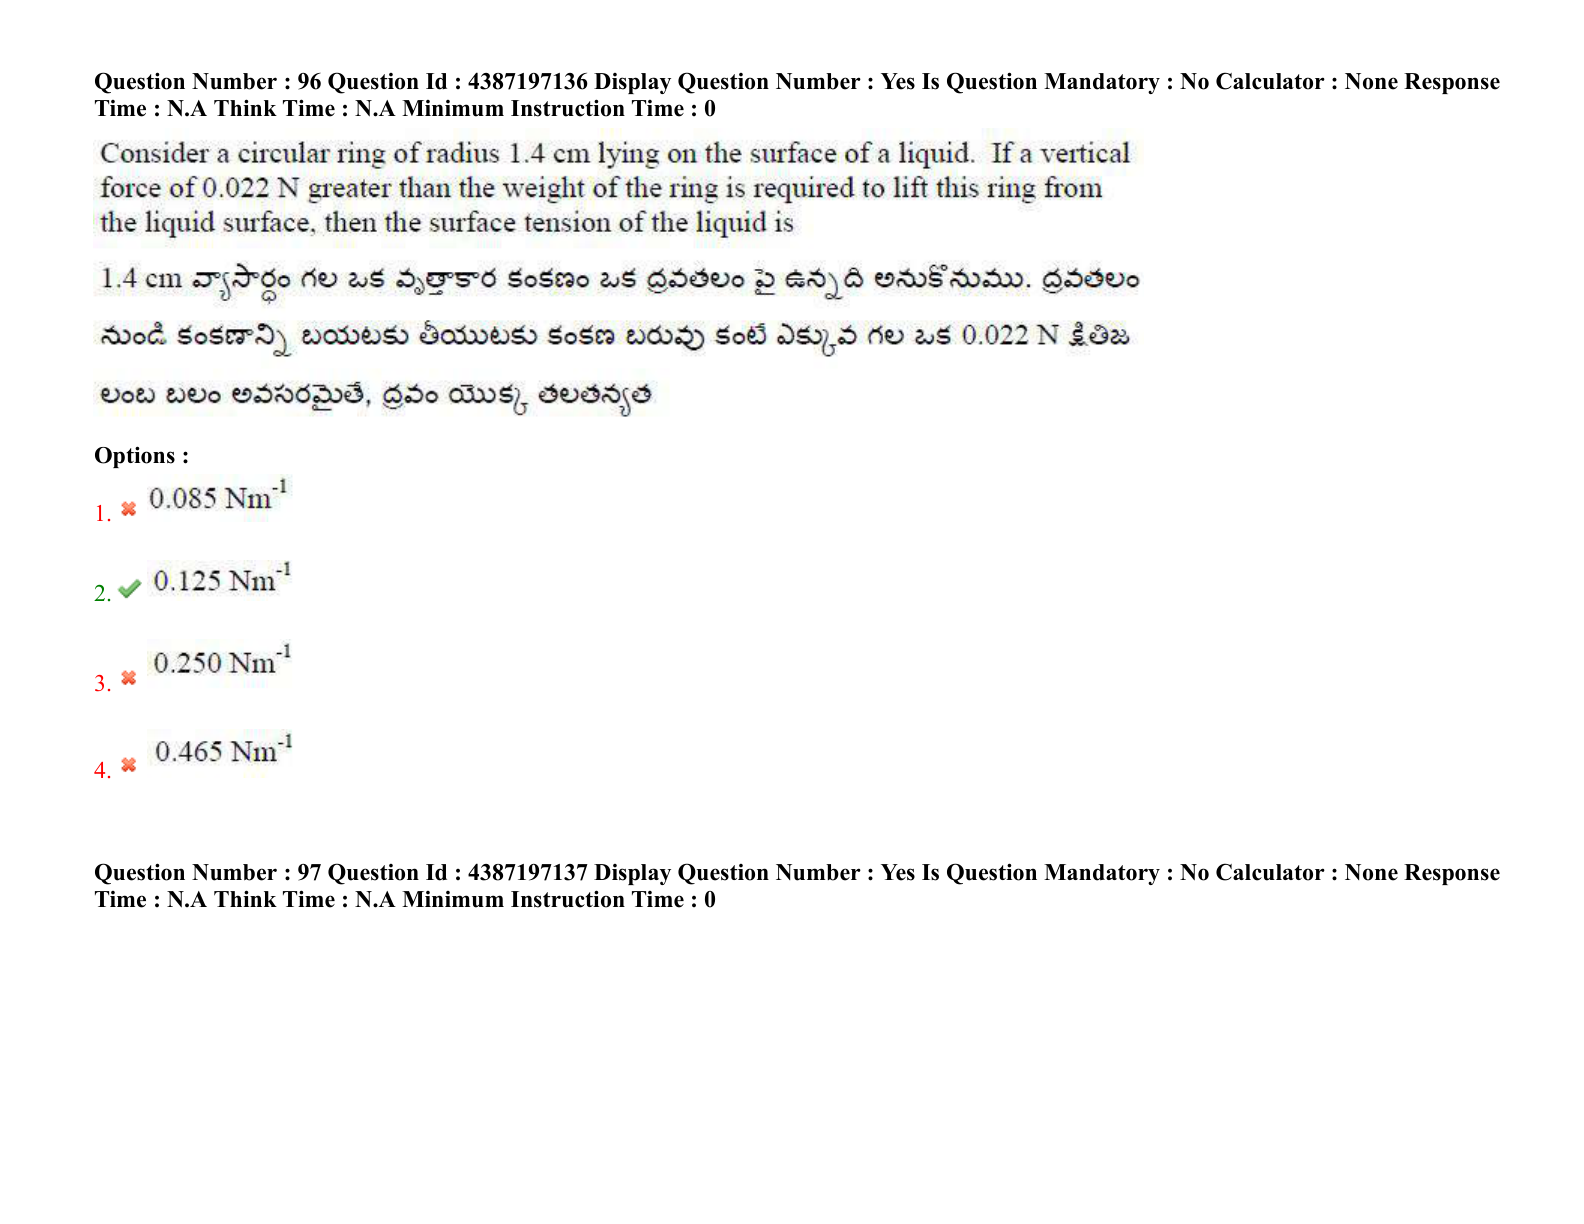 Question Number : 96 Question Id : 4387197136 Display Question Number : Yes Is Question Mandatory : No Calculator : None Response
Time : N.A Think Time : N.A Minimum Instruction Time : 0
Consider a circular ring of radius 1.4 cm lying on the surface of a liquid. If a vertical
force of 0.022 N greater than the weight of the ring is required to lift this ring from
the liquid surface, then the surface tension of the liquid is
1.4 cm వ్యాసార్ధం గల ఒక వృత్తాకార కంకణం ఒక ద్రవతలం పై ఉన్నది అనుకొనుము. ద్రవతలం
నుండి కంకణాన్ని బయటకు తీయుటకు కంకణ బరువు కంటే ఎక్కువ గల ఒక 0.022 N క్షితిజ
లంబ బలం అవసరమైతే, ద్రవం యొక్క తలతన్యత
Options :
1. 0.085 Nm⁻¹
2. 0.125 Nm⁻¹
3. 0.250 Nm⁻¹
4. 0.465 Nm⁻¹
Question Number : 97 Question Id : 4387197137 Display Question Number : Yes Is Question Mandatory : No Calculator : None Response
Time : N.A Think Time : N.A Minimum Instruction Time : 0